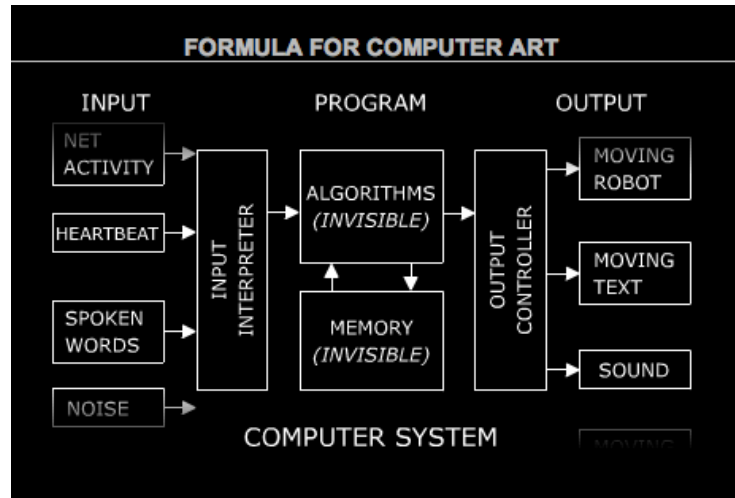 FORMULA FOR COMPUTER ART
INPUT
PROGRAM
OUTPUT
NET
ACTIVITY
HEARTBEAT
SPOKEN
WORDS
NOISE
INPUT
INTERPRETER
ALGORITHMS
(INVISIBLE)
MEMORY
(INVISIBLE)
OUTPUT
CONTROLLER
MOVING
ROBOT
MOVING
TEXT
SOUND
MOVING
COMPUTER SYSTEM